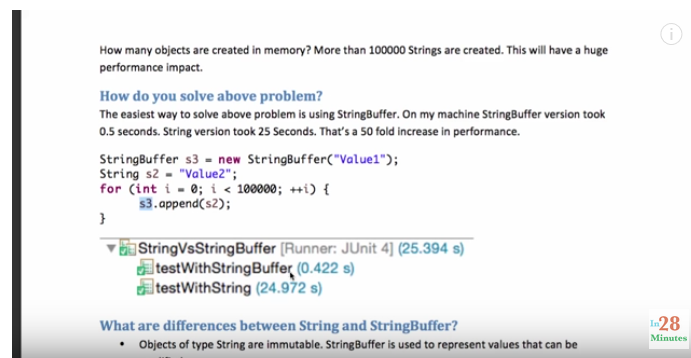 How many objects are created in memory? More than 100000 Strings are created. This will have a huge
performance impact.
How do you solve above problem?
The easiest way to solve above problem is using StringBuffer. On my machine StringBuffer version took
0.5 seconds. String version took 25 Seconds. That's a 50 fold increase in performance.
StringBuffer s3 = new StringBuffer("Value1");
String s2 = "Value2";
for (int i = 0; i < 100000; ++i) {
s3.append(s2);
}
StringVsStringBuffer [Runner: JUnit 4] (25.394 s)
testWithStringBuffer (0.422 s)
testWithString (24.972 s)
What are differences between String and StringBuffer?
• Objects of type String are immutable. StringBuffer is used to represent values that can be
In28
Minutes